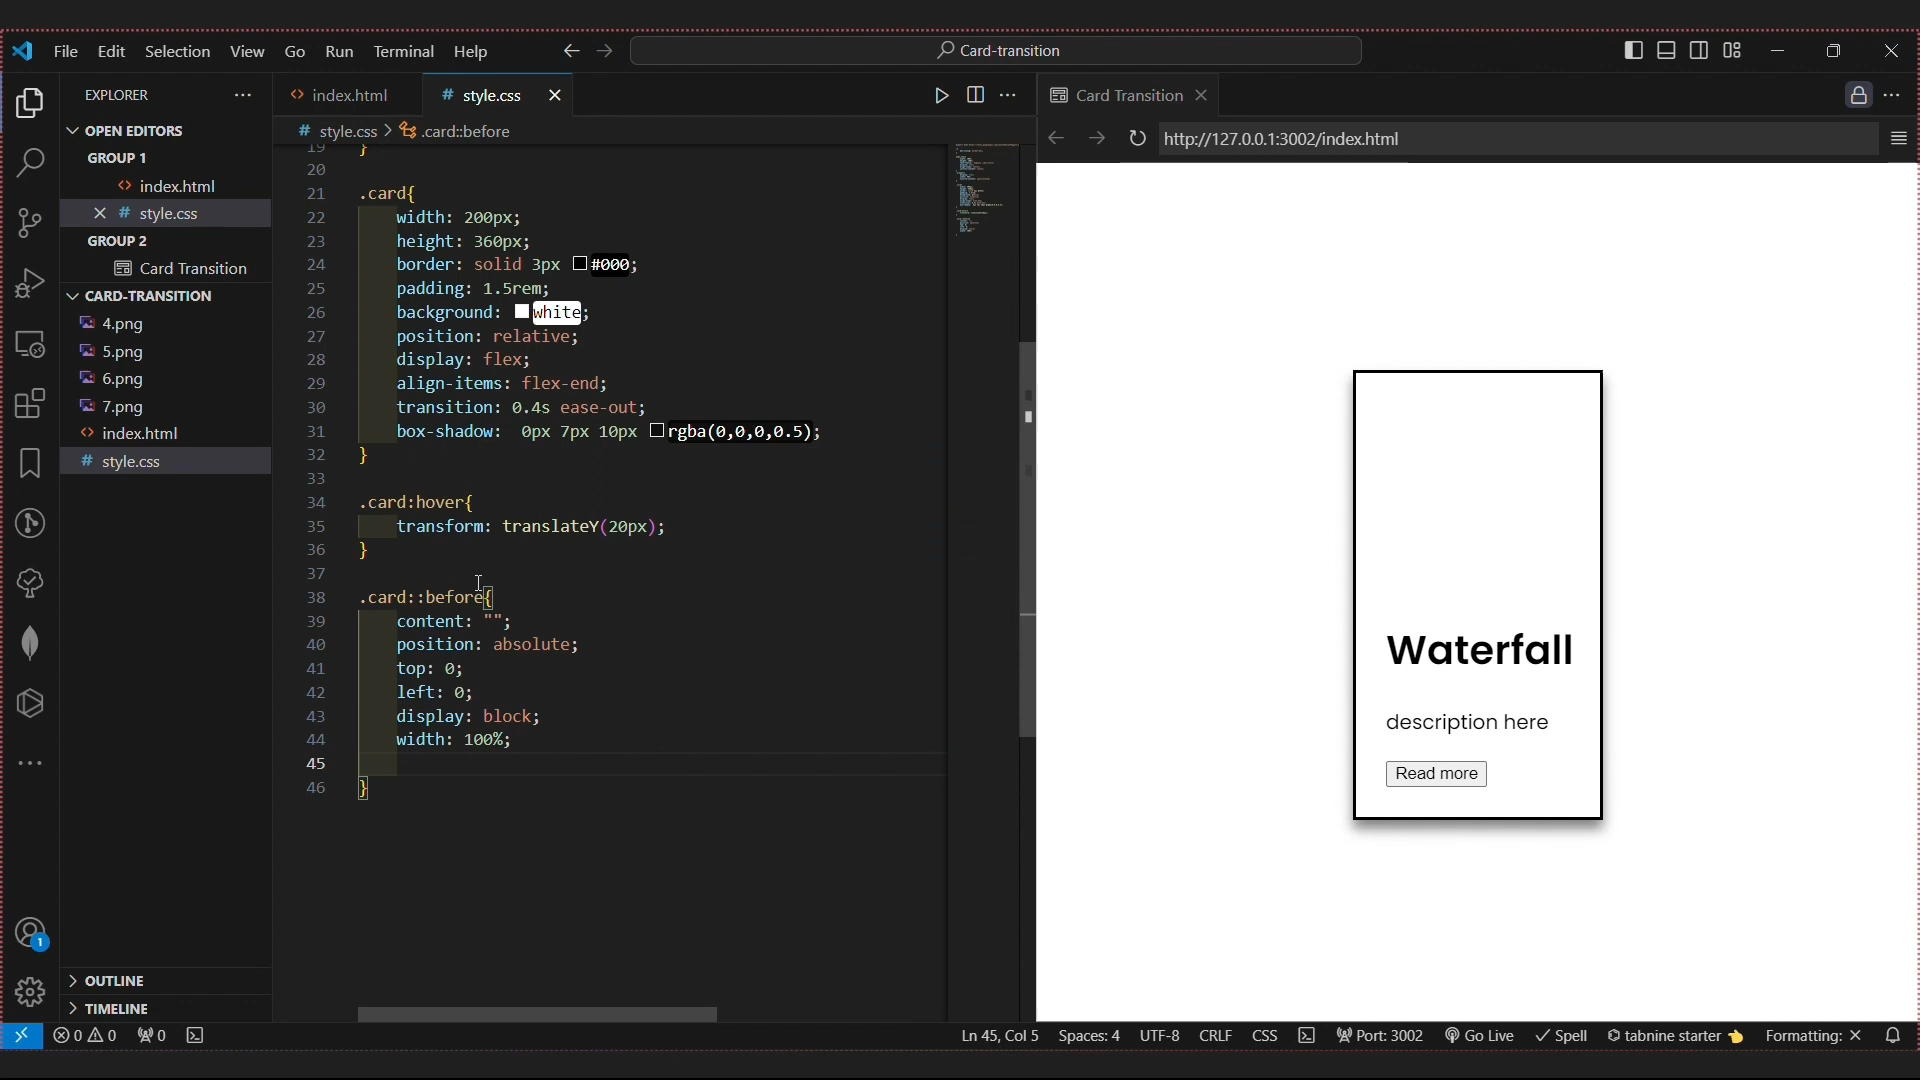 File Edit Selection View Go Run Terminal Help
Card-transition
EXPLORER
OPEN EDITORS
GROUP 1
<> index.html
# style.css
GROUP 2
Card Transition
CARD-TRANSITION
4.png
5.png
6.png
7.png
<> index.html
# style.css
OUTLINE
TIMELINE
1
<> index.html
# style.css
# style.css > .card::before
19 }
20
21 .card{
22 width: 200px;
23 height: 360px;
24 border: solid 3px #000;
25 padding: 1.5rem;
26 background: white;
27 position: relative;
28 display: flex;
29 align-items: flex-end;
30 transition: 0.4s ease-out;
31 box-shadow: 0px 7px 10px rgba(0,0,0,0.5);
32 }
33
34 .card:hover{
35 transform: translateY(20px);
36 }
37
38 .card::before{
39 content: "";
40 position: absolute;
41 top: 0;
42 left: 0;
43 display: block;
44 width: 100%;
45
46 }
Card Transition
http://127.0.0.1:3002/index.html
Waterfall
description here
Read more
0 0 0
Ln 45, Col 5 Spaces: 4 UTF-8 CRLF CSS Port: 3002 Go Live Spell tabnine starter Formatting: